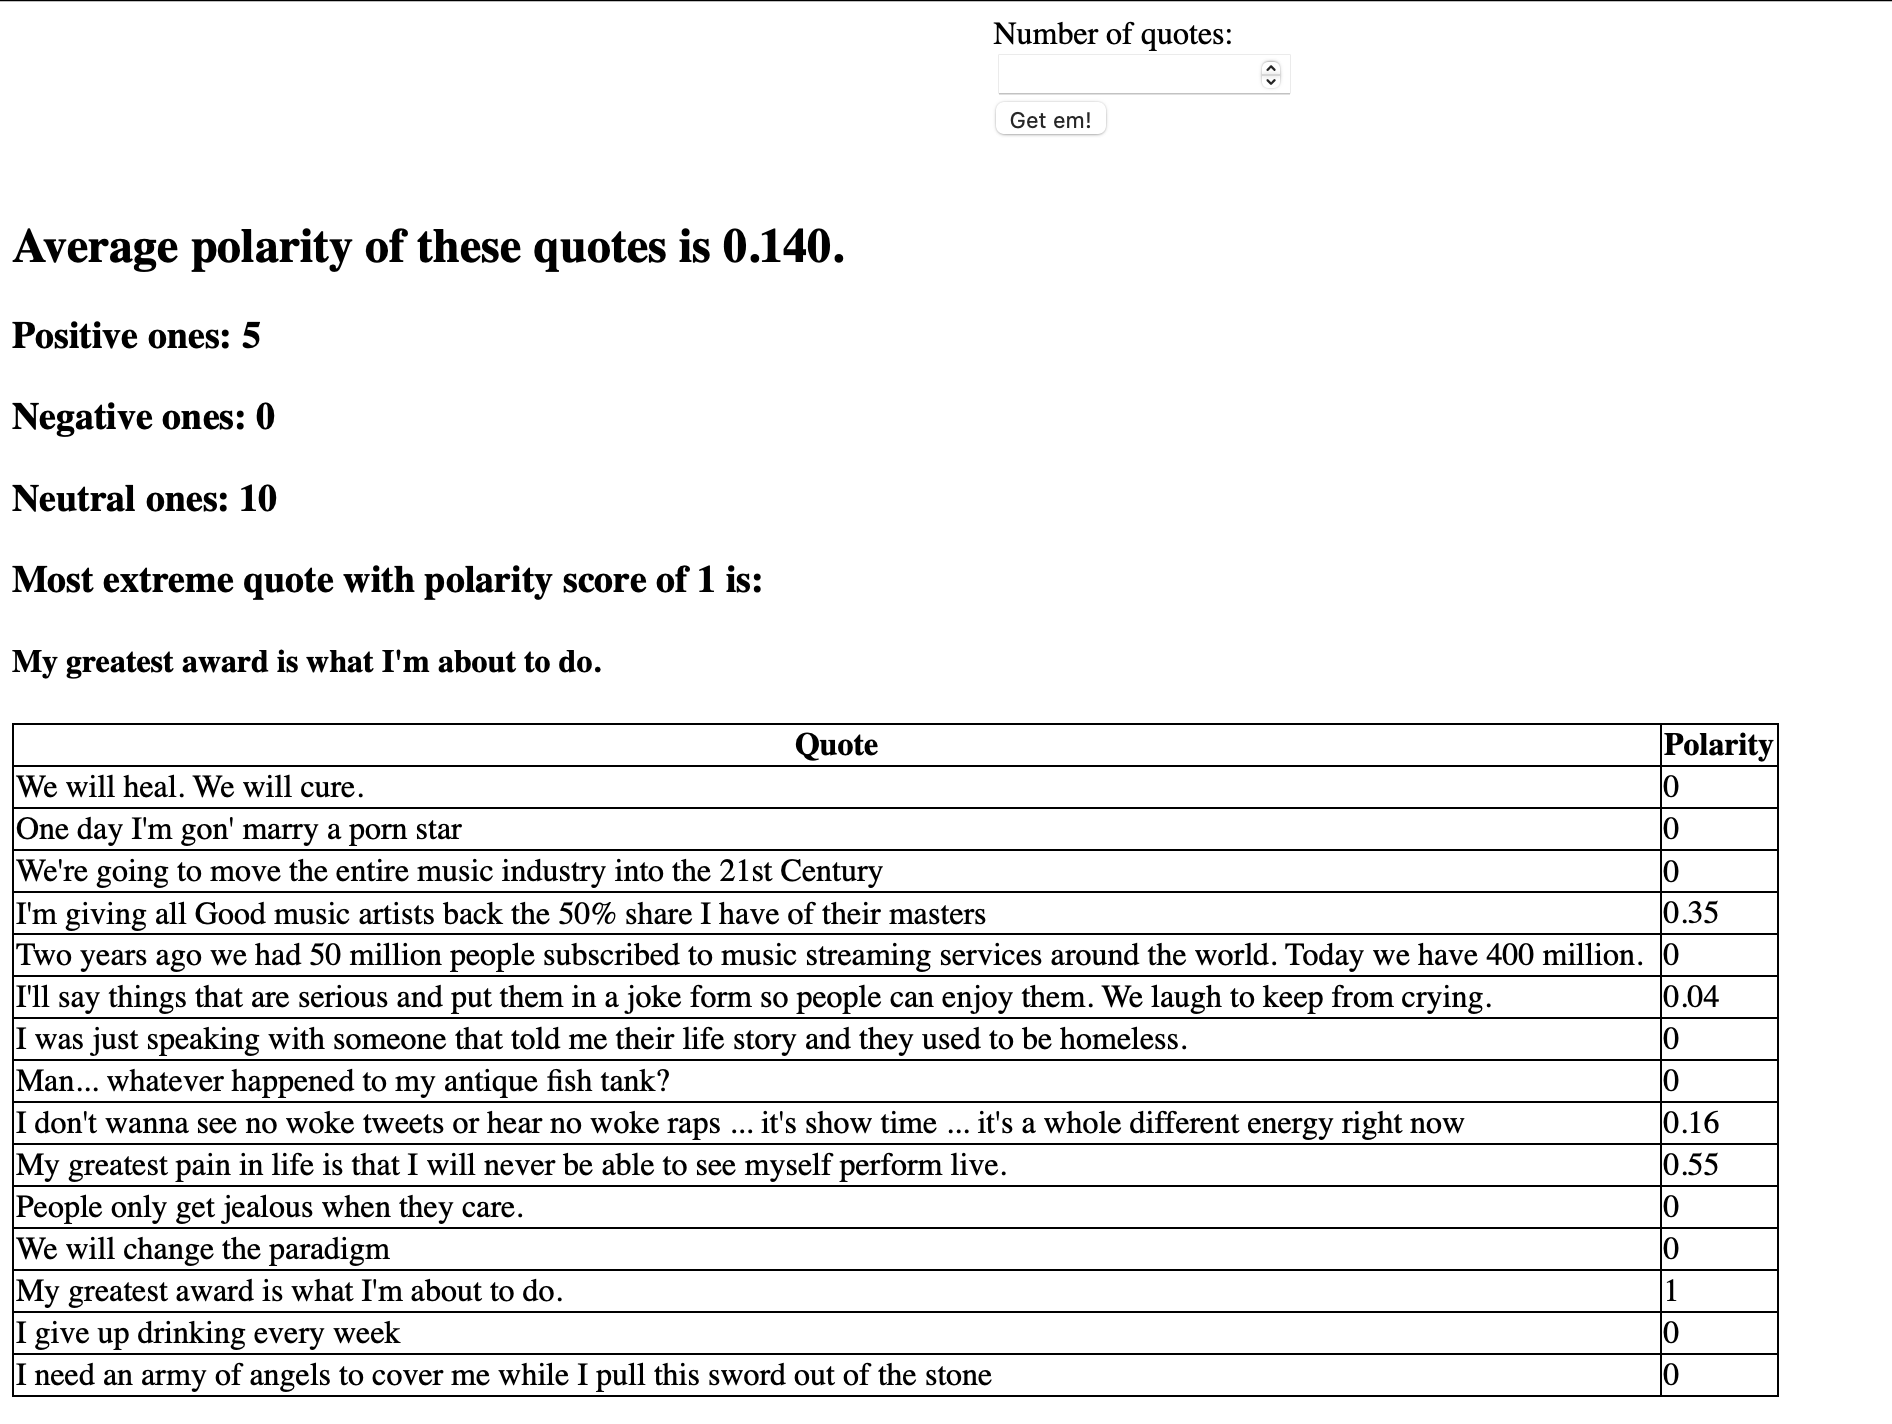 Number of quotes:
Get em!
Average polarity of these quotes is 0.140.
Positive ones: 5
Negative ones: 0
Neutral ones: 10
Most extreme quote with polarity score of 1 is:
My greatest award is what I'm about to do.
Quote Polarity
We will heal. We will cure. 0
One day I'm gon' marry a porn star 0
We're going to move the entire music industry into the 21st Century 0
I'm giving all Good music artists back the 50% share I have of their masters 0.35
Two years ago we had 50 million people subscribed to music streaming services around the world. Today we have 400 million. 0
I'll say things that are serious and put them in a joke form so people can enjoy them. We laugh to keep from crying. 0.04
I was just speaking with someone that told me their life story and they used to be homeless. 0
Man... whatever happened to my antique fish tank? 0
I don't wanna see no woke tweets or hear no woke raps ... it's show time ... it's a whole different energy right now 0.16
My greatest pain in life is that I will never be able to see myself perform live. 0.55
People only get jealous when they care. 0
We will change the paradigm 0
My greatest award is what I'm about to do. 1
I give up drinking every week 0
I need an army of angels to cover me while I pull this sword out of the stone 0